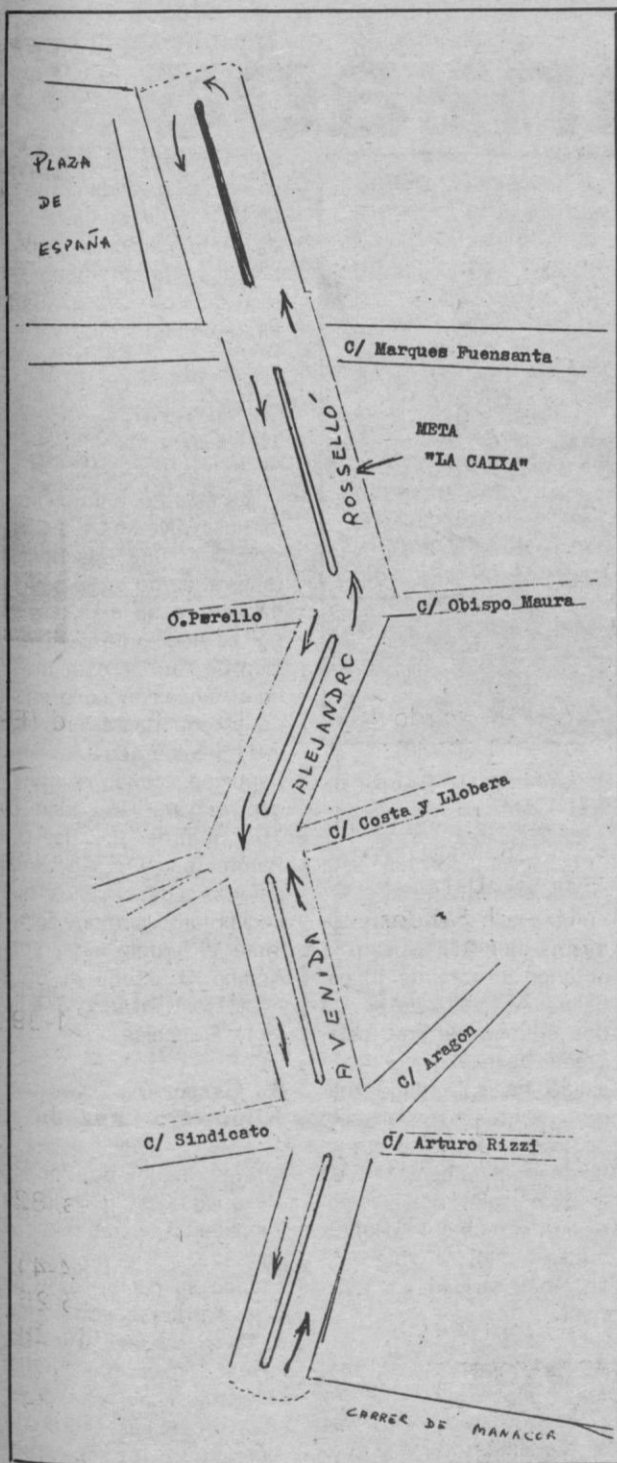 PLAZA
DE
ESPAÑA
C/ Marques Fuensanta
META
"LA CAIXA"
ROSSELLÓ
O.Perello
C/ Obispo Maura
ALEJANDRO
C/ Costa y Llobera
AVENIDA
C/ Aragon
C/ Sindicato
C/ Arturo Rizzi
CARRER DE MANACOR